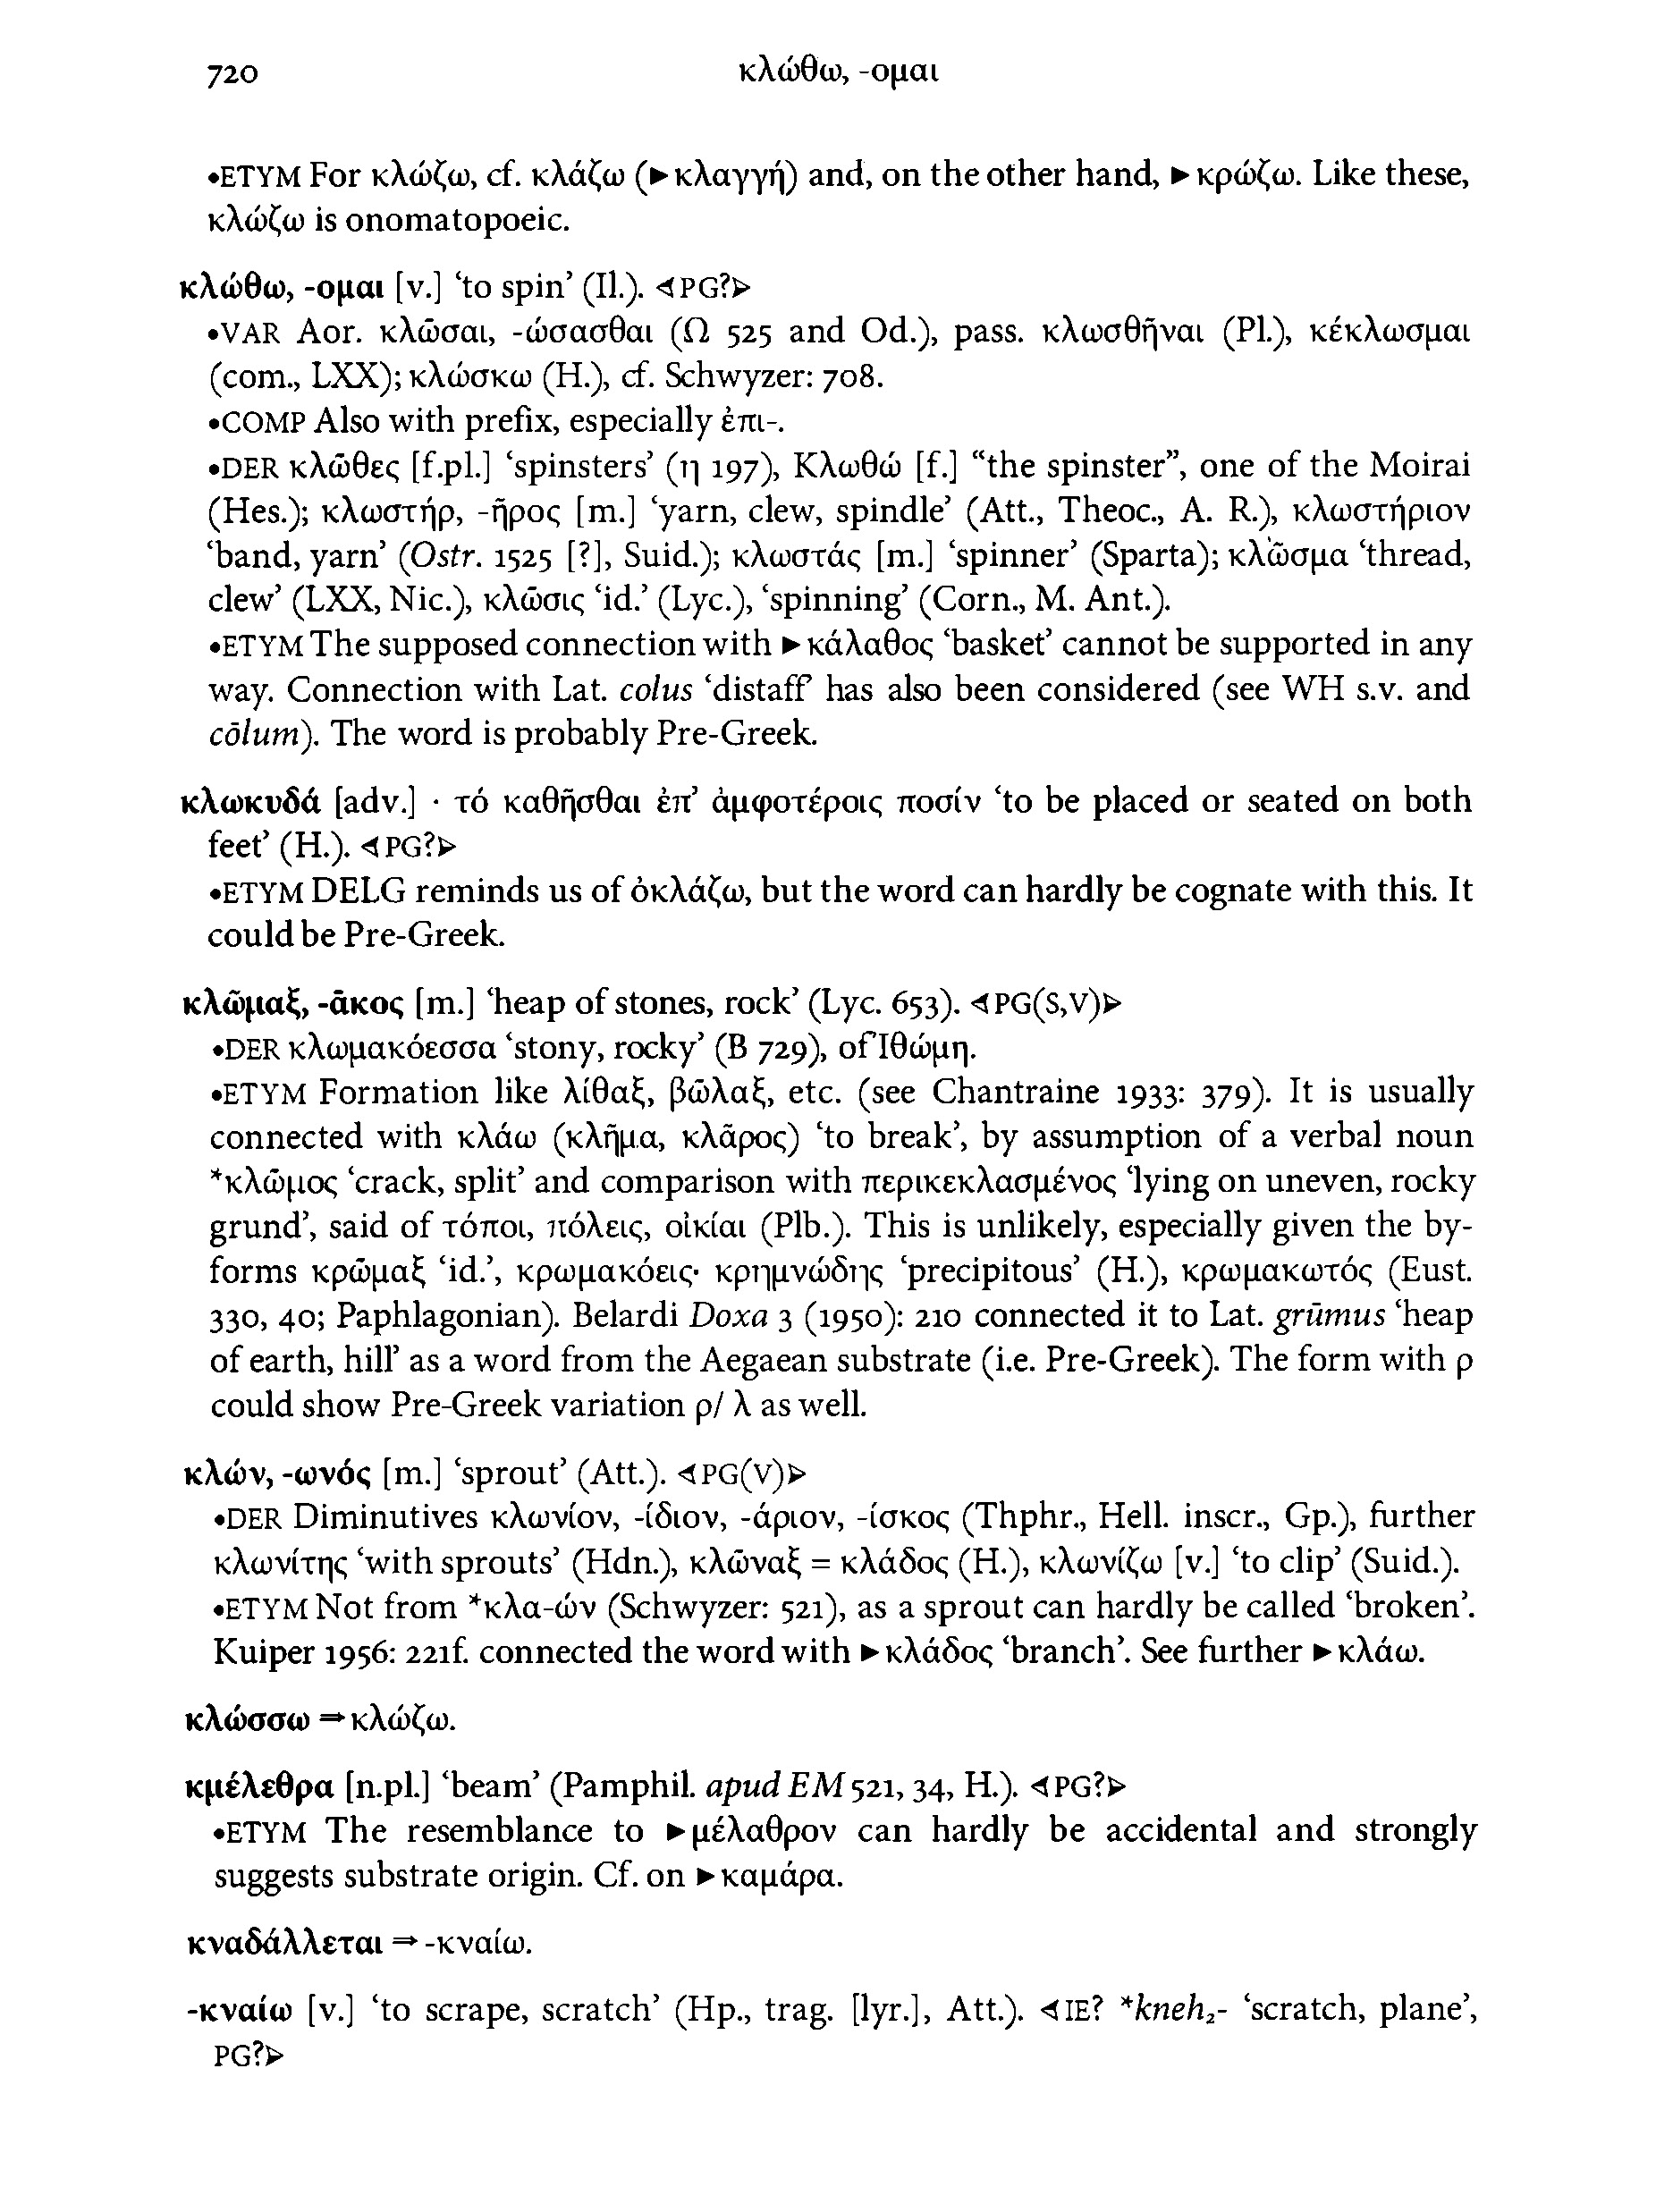 720
κλώθω, -ομαι
•ETYM For κλώζω, cf. κλάζω (►κλαγγή) and, on the other hand, ►κρώζω. Like these,
κλώζω is onomatopoeic.
κλώθω, -ομαι [v.] ‘to spin’ (Il.). ⊲PG?⊳
•VAR Aor. κλῶσαι, -ώσασθαι (Ω 525 and Od.), pass. κλωσθῆναι (Pl.), κέκλωσμαι
(com., LXX); κλώσκω (H.), cf. Schwyzer: 708.
•COMP Also with prefix, especially ἐπι-.
•DER κλῶθες [f.pl.] ‘spinsters’ (η 197), Κλωθώ [f.] “the spinster”, one of the Moirai
(Hes.); κλωστήρ, -ῆρος [m.] ‘yarn, clew, spindle’ (Att., Theoc., A. R.), κλωστήριον
‘band, yarn’ (Ostr. 1525 [?], Suid.); κλωστάς [m.] ‘spinner’ (Sparta); κλῶσμα ‘thread,
clew’ (LXX, Nic.), κλῶσις ‘id.’ (Lyc.), ‘spinning’ (Corn., M. Ant.).
•ETYM The supposed connection with ►κάλαθος ‘basket’ cannot be supported in any
way. Connection with Lat. colus ‘distaff’ has also been considered (see WH s.v. and
cōlum). The word is probably Pre-Greek.
κλωκυδά [adv.] · τό καθῆσθαι ἐπ’ ἀμφοτέροις ποσίν ‘to be placed or seated on both
feet’ (H.). ⊲PG?⊳
•ETYM DELG reminds us of ὀκλάζω, but the word can hardly be cognate with this. It
could be Pre-Greek.
κλῶμαξ, -ᾱκος [m.] ‘heap of stones, rock’ (Lyc. 653). ⊲PG(S,V)⊳
•DER κλωμακόεσσα ‘stony, rocky’ (Β 729), of Ἰθώμη.
•ETYM Formation like λίθαξ, βῶλαξ, etc. (see Chantraine 1933: 379). It is usually
connected with κλάω (κλῆμα, κλᾶρος) ‘to break’, by assumption of a verbal noun
*κλῶμος ‘crack, split’ and comparison with περικεκλασμένος ‘lying on uneven, rocky
grund’, said of τόποι, πόλεις, οἰκίαι (Plb.). This is unlikely, especially given the by-
forms κρῶμαξ ‘id.’, κρωμακόεις· κρημνώδης ‘precipitous’ (H.), κρωμακωτός (Eust.
330, 40; Paphlagonian). Belardi Doxa 3 (1950): 210 connected it to Lat. grūmus ‘heap
of earth, hill’ as a word from the Aegaean substrate (i.e. Pre-Greek). The form with ρ
could show Pre-Greek variation ρ/ λ as well.
κλών, -ωνός [m.] ‘sprout’ (Att.). ⊲PG(V)⊳
•DER Diminutives κλωνίον, -ίδιον, -άριον, -ίσκος (Thphr., Hell. inscr., Gp.), further
κλωνίτης ‘with sprouts’ (Hdn.), κλῶναξ = κλάδος (H.), κλωνίζω [v.] ‘to clip’ (Suid.).
•ETYM Not from *κλα-ών (Schwyzer: 521), as a sprout can hardly be called ‘broken’.
Kuiper 1956: 221f. connected the word with ►κλάδος ‘branch’. See further ►κλάω.
κλώσσω ⇒κλώζω.
κμέλεθρα [n.pl.] ‘beam’ (Pamphil. apud EM 521, 34, H.). ⊲PG?⊳
•ETYM The resemblance to ►μέλαθρον can hardly be accidental and strongly
suggests substrate origin. Cf. on ►καμάρα.
κναδάλλεται ⇒-κναίω.
-κναίω [v.] ‘to scrape, scratch’ (Hp., trag. [lyr.], Att.). ⊲IE? *kneh₂- ‘scratch, plane’,
PG?⊳